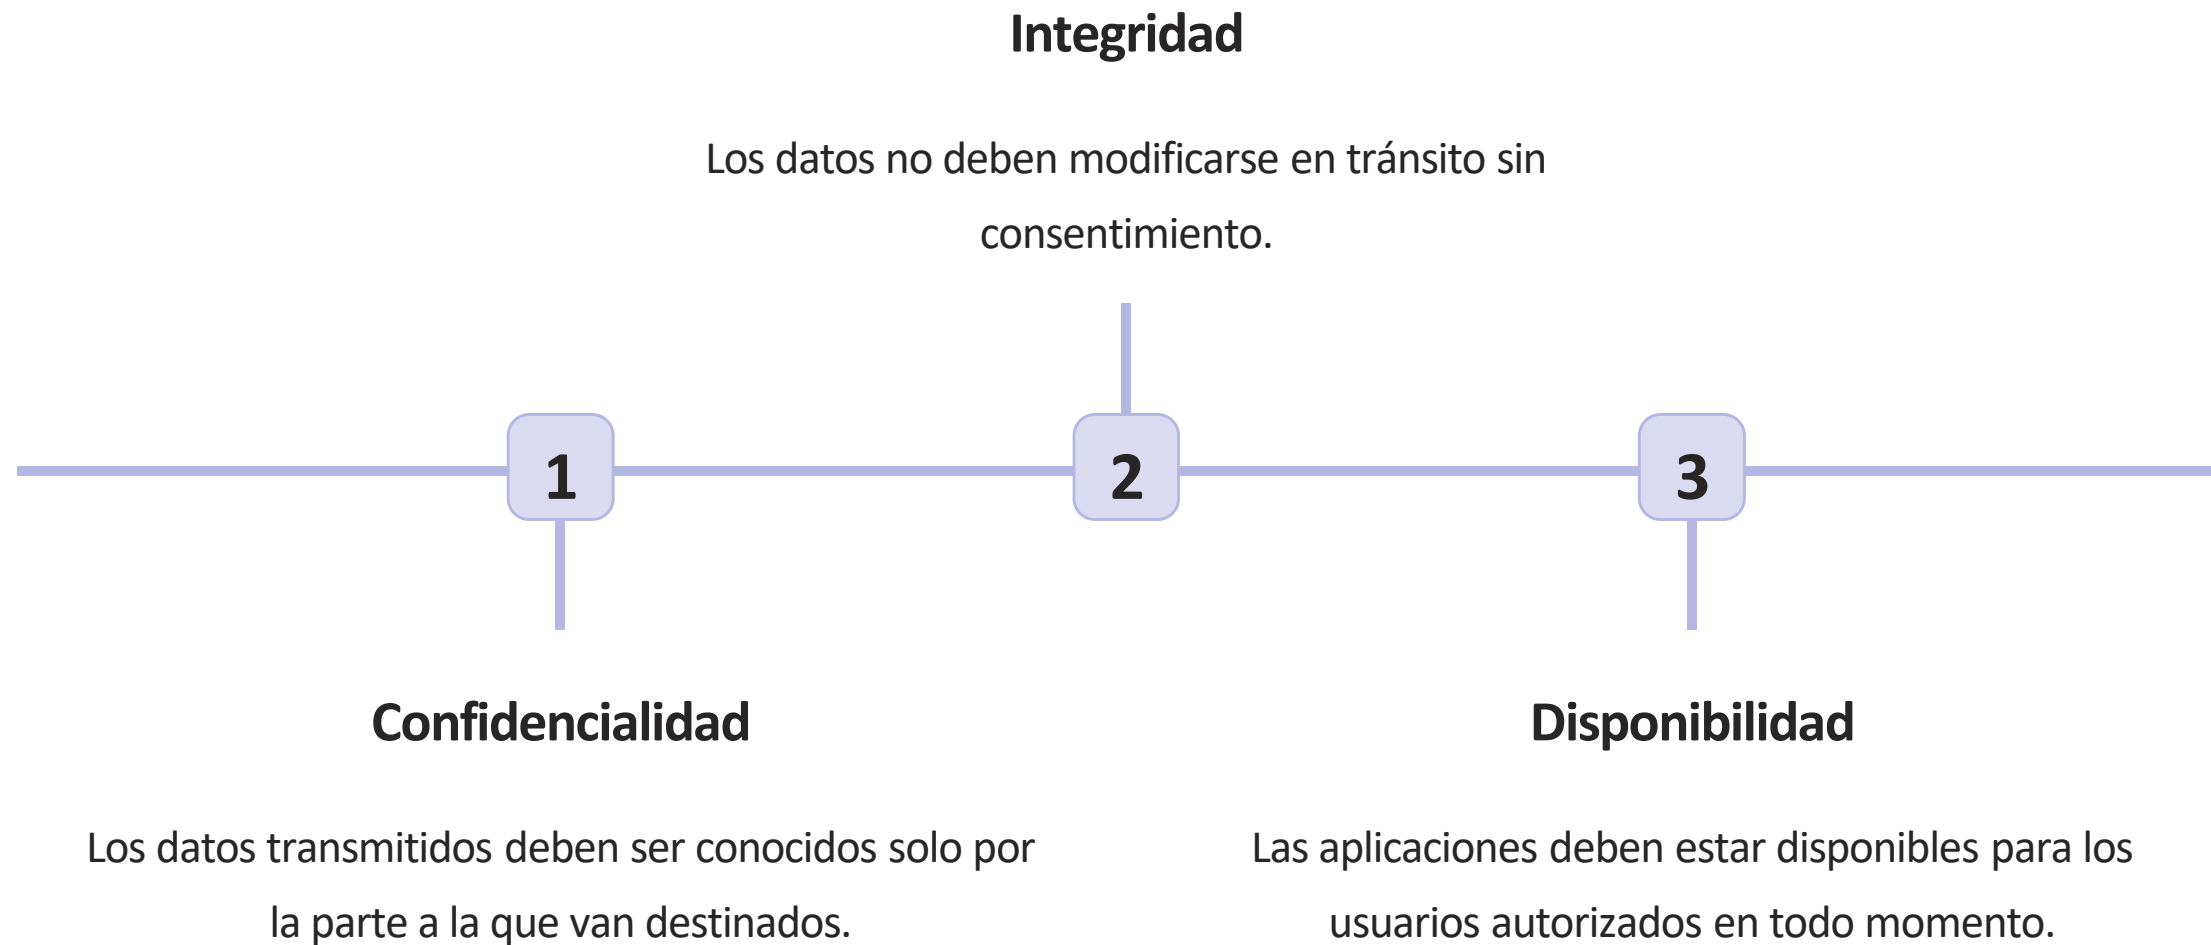 Integridad
Los datos no deben modificarse en tránsito sin
consentimiento.
1
2
3
Confidencialidad
Los datos transmitidos deben ser conocidos solo por
la parte a la que van destinados.
Disponibilidad
Las aplicaciones deben estar disponibles para los
usuarios autorizados en todo momento.